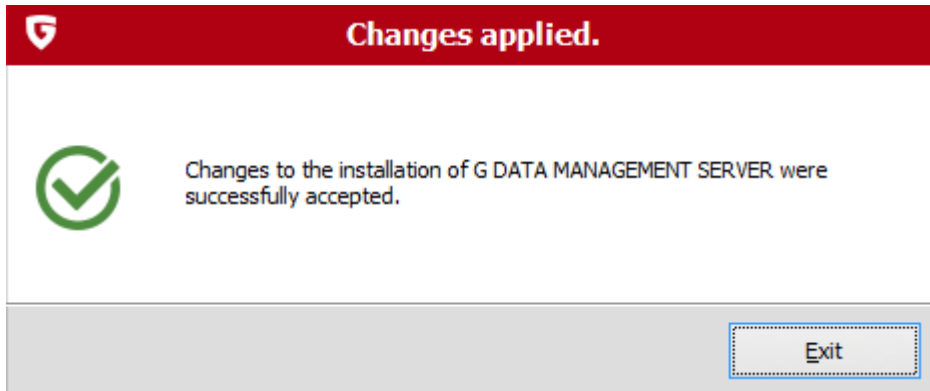 Changes applied.
Changes to the installation of G DATA MANAGEMENT SERVER were
successfully accepted.
Exit